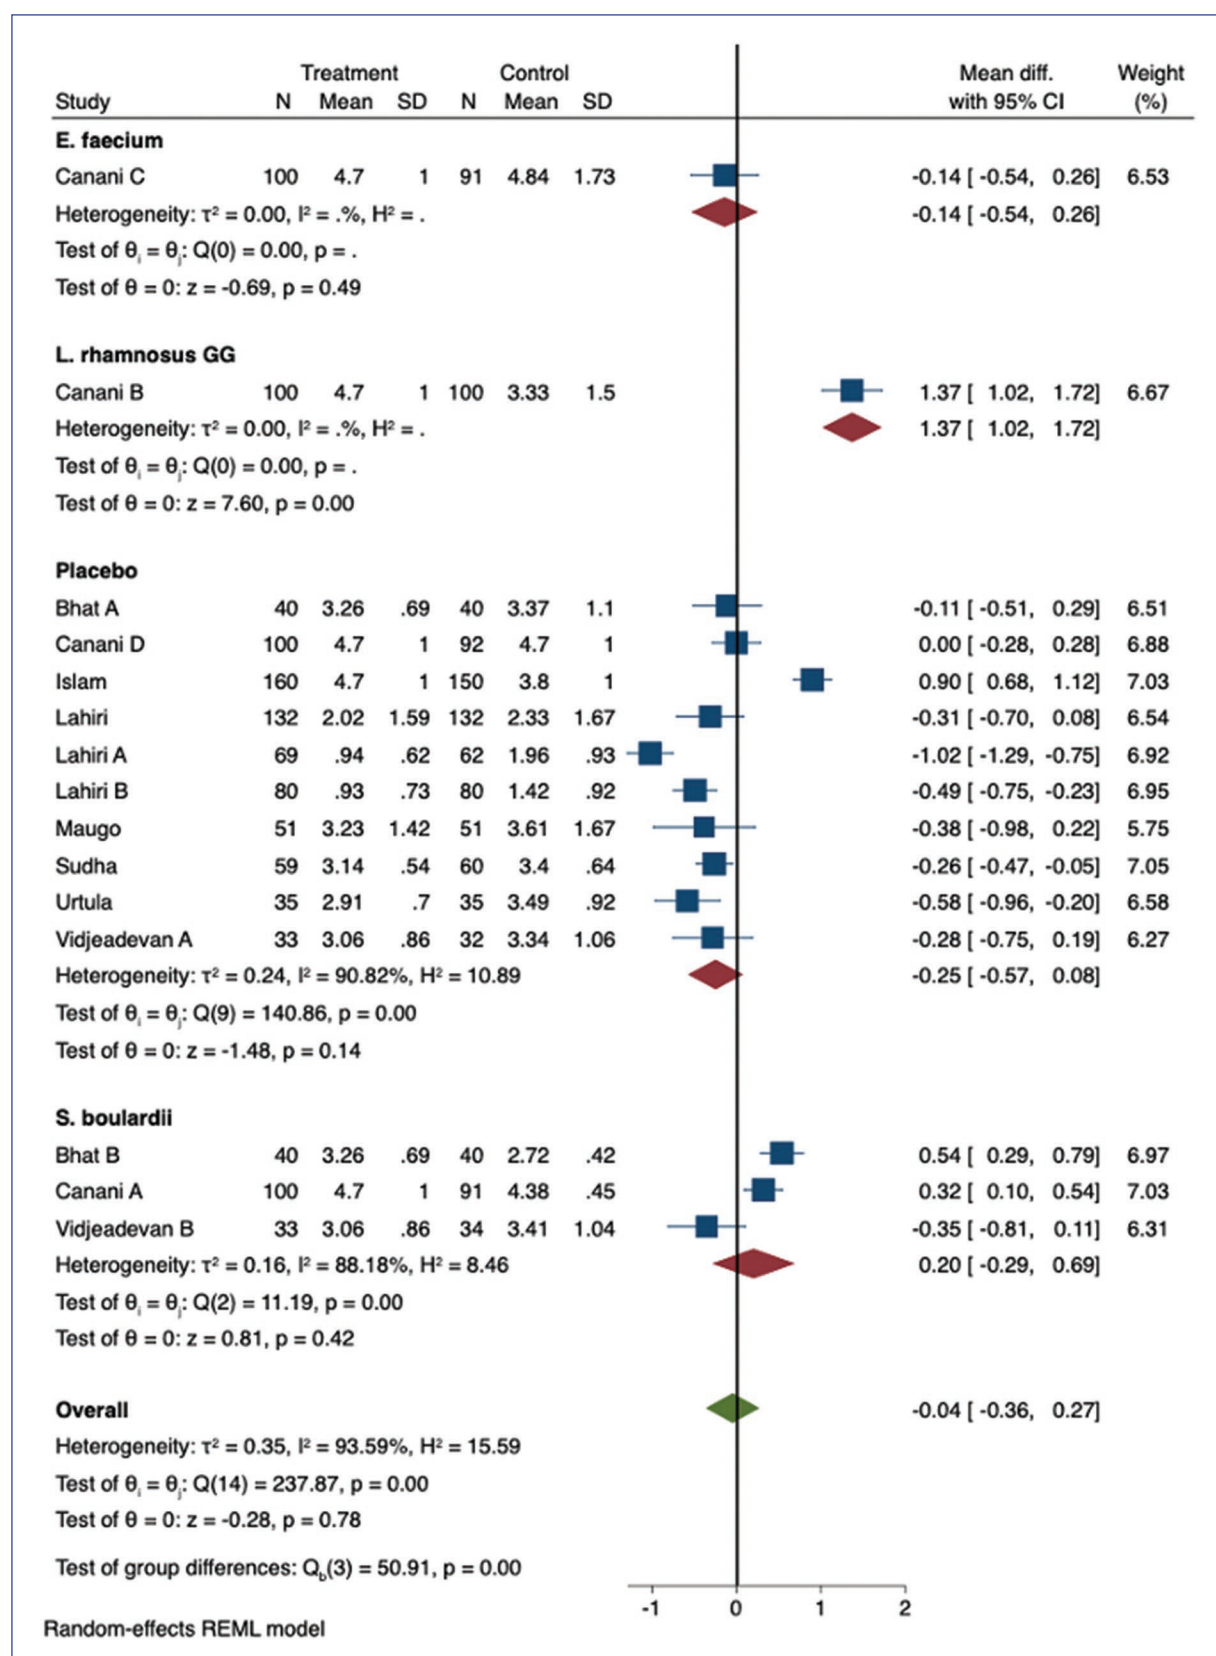 Treatment Control Mean diff. Weight
Study N Mean SD N Mean SD with 95% CI (%)
E. faecium
Canani C 100 4.7 1 91 4.84 1.73 -0.14 [ -0.54, 0.26] 6.53
Heterogeneity: τ² = 0.00, I² = .%, H² = . -0.14 [ -0.54, 0.26]
Test of θᵢ = θⱼ: Q(0) = 0.00, p = .
Test of θ = 0: z = -0.69, p = 0.49
L. rhamnosus GG
Canani B 100 4.7 1 100 3.33 1.5 1.37 [ 1.02, 1.72] 6.67
Heterogeneity: τ² = 0.00, I² = .%, H² = . 1.37 [ 1.02, 1.72]
Test of θᵢ = θⱼ: Q(0) = 0.00, p = .
Test of θ = 0: z = 7.60, p = 0.00
Placebo
Bhat A 40 3.26 .69 40 3.37 1.1 -0.11 [ -0.51, 0.29] 6.51
Canani D 100 4.7 1 92 4.7 1 0.00 [ -0.28, 0.28] 6.88
Islam 160 4.7 1 150 3.8 1 0.90 [ 0.68, 1.12] 7.03
Lahiri 132 2.02 1.59 132 2.33 1.67 -0.31 [ -0.70, 0.08] 6.54
Lahiri A 69 .94 .62 62 1.96 .93 -1.02 [ -1.29, -0.75] 6.92
Lahiri B 80 .93 .73 80 1.42 .92 -0.49 [ -0.75, -0.23] 6.95
Maugo 51 3.23 1.42 51 3.61 1.67 -0.38 [ -0.98, 0.22] 5.75
Sudha 59 3.14 .54 60 3.4 .64 -0.26 [ -0.47, -0.05] 7.05
Urtula 35 2.91 .7 35 3.49 .92 -0.58 [ -0.96, -0.20] 6.58
Vidjeadevan A 33 3.06 .86 32 3.34 1.06 -0.28 [ -0.75, 0.19] 6.27
Heterogeneity: τ² = 0.24, I² = 90.82%, H² = 10.89 -0.25 [ -0.57, 0.08]
Test of θᵢ = θⱼ: Q(9) = 140.86, p = 0.00
Test of θ = 0: z = -1.48, p = 0.14
S. boulardii
Bhat B 40 3.26 .69 40 2.72 .42 0.54 [ 0.29, 0.79] 6.97
Canani A 100 4.7 1 91 4.38 .45 0.32 [ 0.10, 0.54] 7.03
Vidjeadevan B 33 3.06 .86 34 3.41 1.04 -0.35 [ -0.81, 0.11] 6.31
Heterogeneity: τ² = 0.16, I² = 88.18%, H² = 8.46 0.20 [ -0.29, 0.69]
Test of θᵢ = θⱼ: Q(2) = 11.19, p = 0.00
Test of θ = 0: z = 0.81, p = 0.42
Overall -0.04 [ -0.36, 0.27]
Heterogeneity: τ² = 0.35, I² = 93.59%, H² = 15.59
Test of θᵢ = θⱼ: Q(14) = 237.87, p = 0.00
Test of θ = 0: z = -0.28, p = 0.78
Test of group differences: Q_b(3) = 50.91, p = 0.00
-1 0 1 2
Random-effects REML model